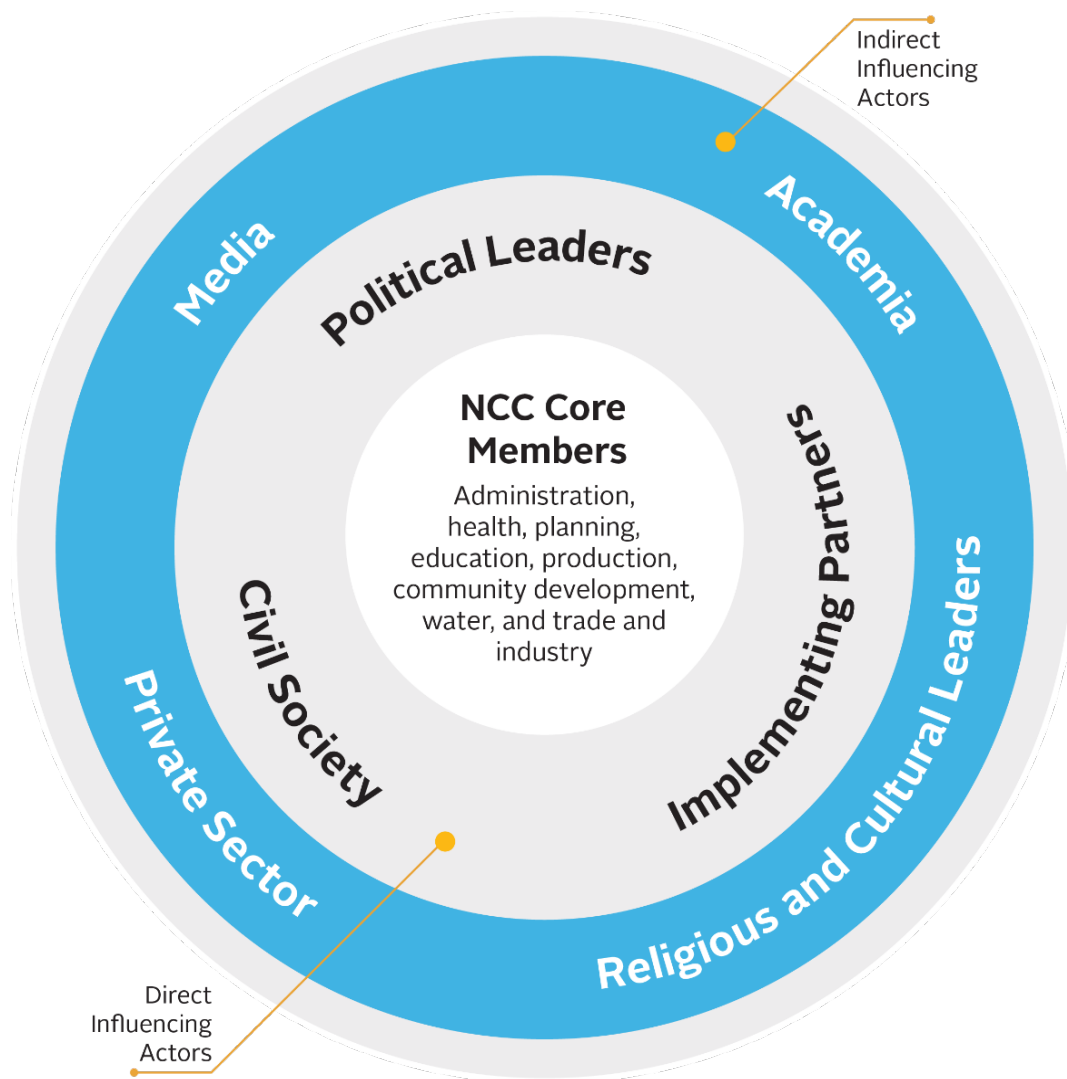 Indirect
Influencing
Actors
Media
Academia
Political Leaders
NCC Core
Members
Administration,
health, planning,
education, production,
community development,
water, and trade and
industry
Implementing Partners
Civil Society
Private Sector
Religious and Cultural Leaders
Direct
Influencing
Actors